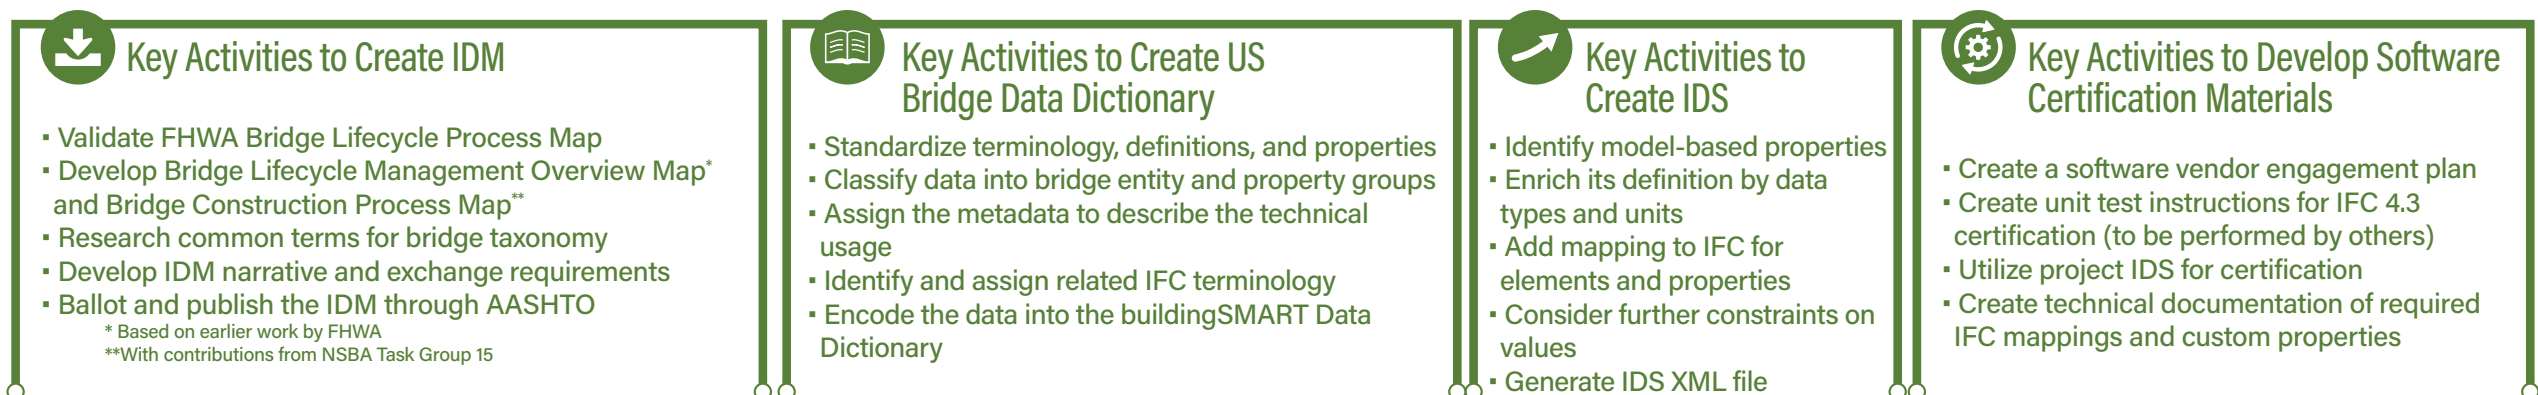 Key Activities to Create IDM
▪ Validate FHWA Bridge Lifecycle Process Map
▪ Develop Bridge Lifecycle Management Overview Map*
and Bridge Construction Process Map**
▪ Research common terms for bridge taxonomy
▪ Develop IDM narrative and exchange requirements
▪ Ballot and publish the IDM through AASHTO
* Based on earlier work by FHWA
**With contributions from NSBA Task Group 15
Key Activities to Create US
Bridge Data Dictionary
▪ Standardize terminology, definitions, and properties
▪ Classify data into bridge entity and property groups
▪ Assign the metadata to describe the technical
usage
▪ Identify and assign related IFC terminology
▪ Encode the data into the buildingSMART Data
Dictionary
Key Activities to
Create IDS
▪ Identify model-based properties
▪ Enrich its definition by data
types and units
▪ Add mapping to IFC for
elements and properties
▪ Consider further constraints on
values
▪ Generate IDS XML file
Key Activities to Develop Software
Certification Materials
▪ Create a software vendor engagement plan
▪ Create unit test instructions for IFC 4.3
certification (to be performed by others)
▪ Utilize project IDS for certification
▪ Create technical documentation of required
IFC mappings and custom properties